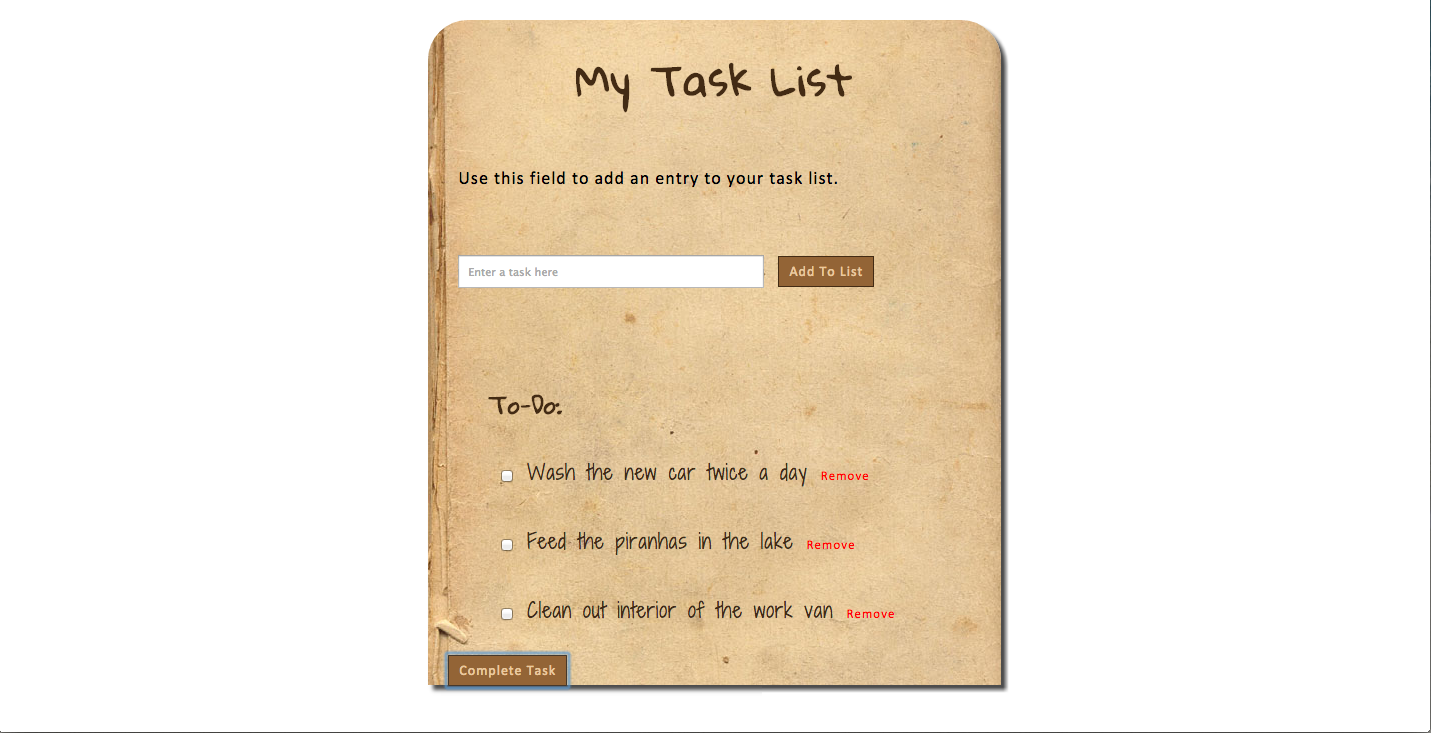 My Task List
Use this field to add an entry to your task list.
Enter a task here
Add To List
To-Do:
Wash the new car twice a day Remove
Feed the piranhas in the lake Remove
Clean out interior of the work van Remove
Complete Task